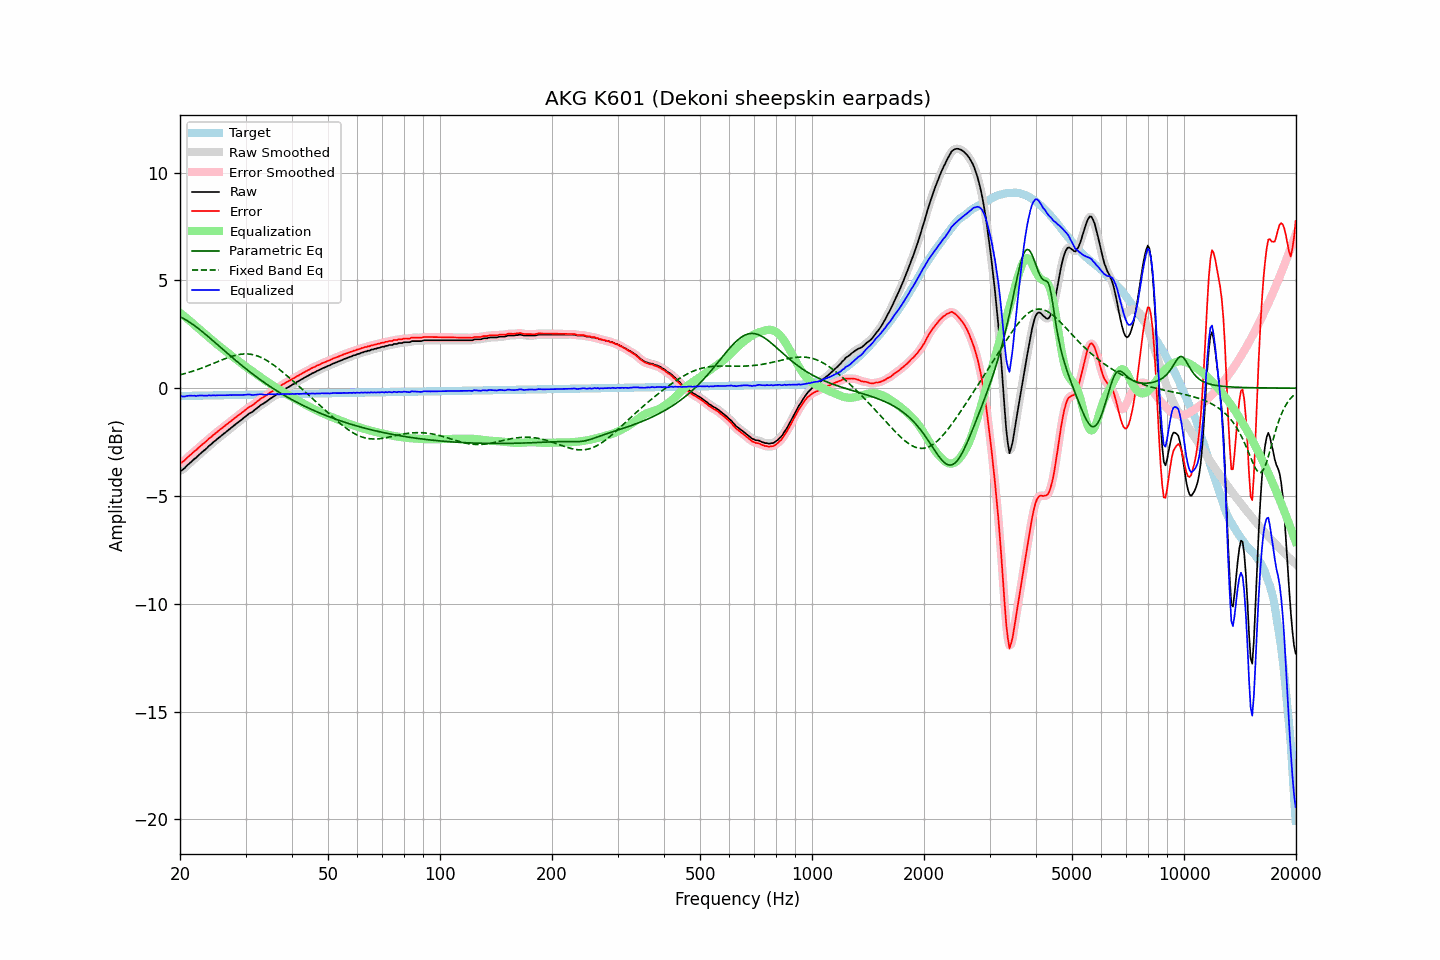 AKG K601 (Dekoni sheepskin earpads)
Target
Raw Smoothed
Error Smoothed
Raw
Error
Equalization
Parametric Eq
Fixed Band Eq
Equalized
10
5
0
−5
−10
−15
−20
Amplitude (dBr)
20 50 100 200 500 1000 2000 5000 10000 20000
Frequency (Hz)